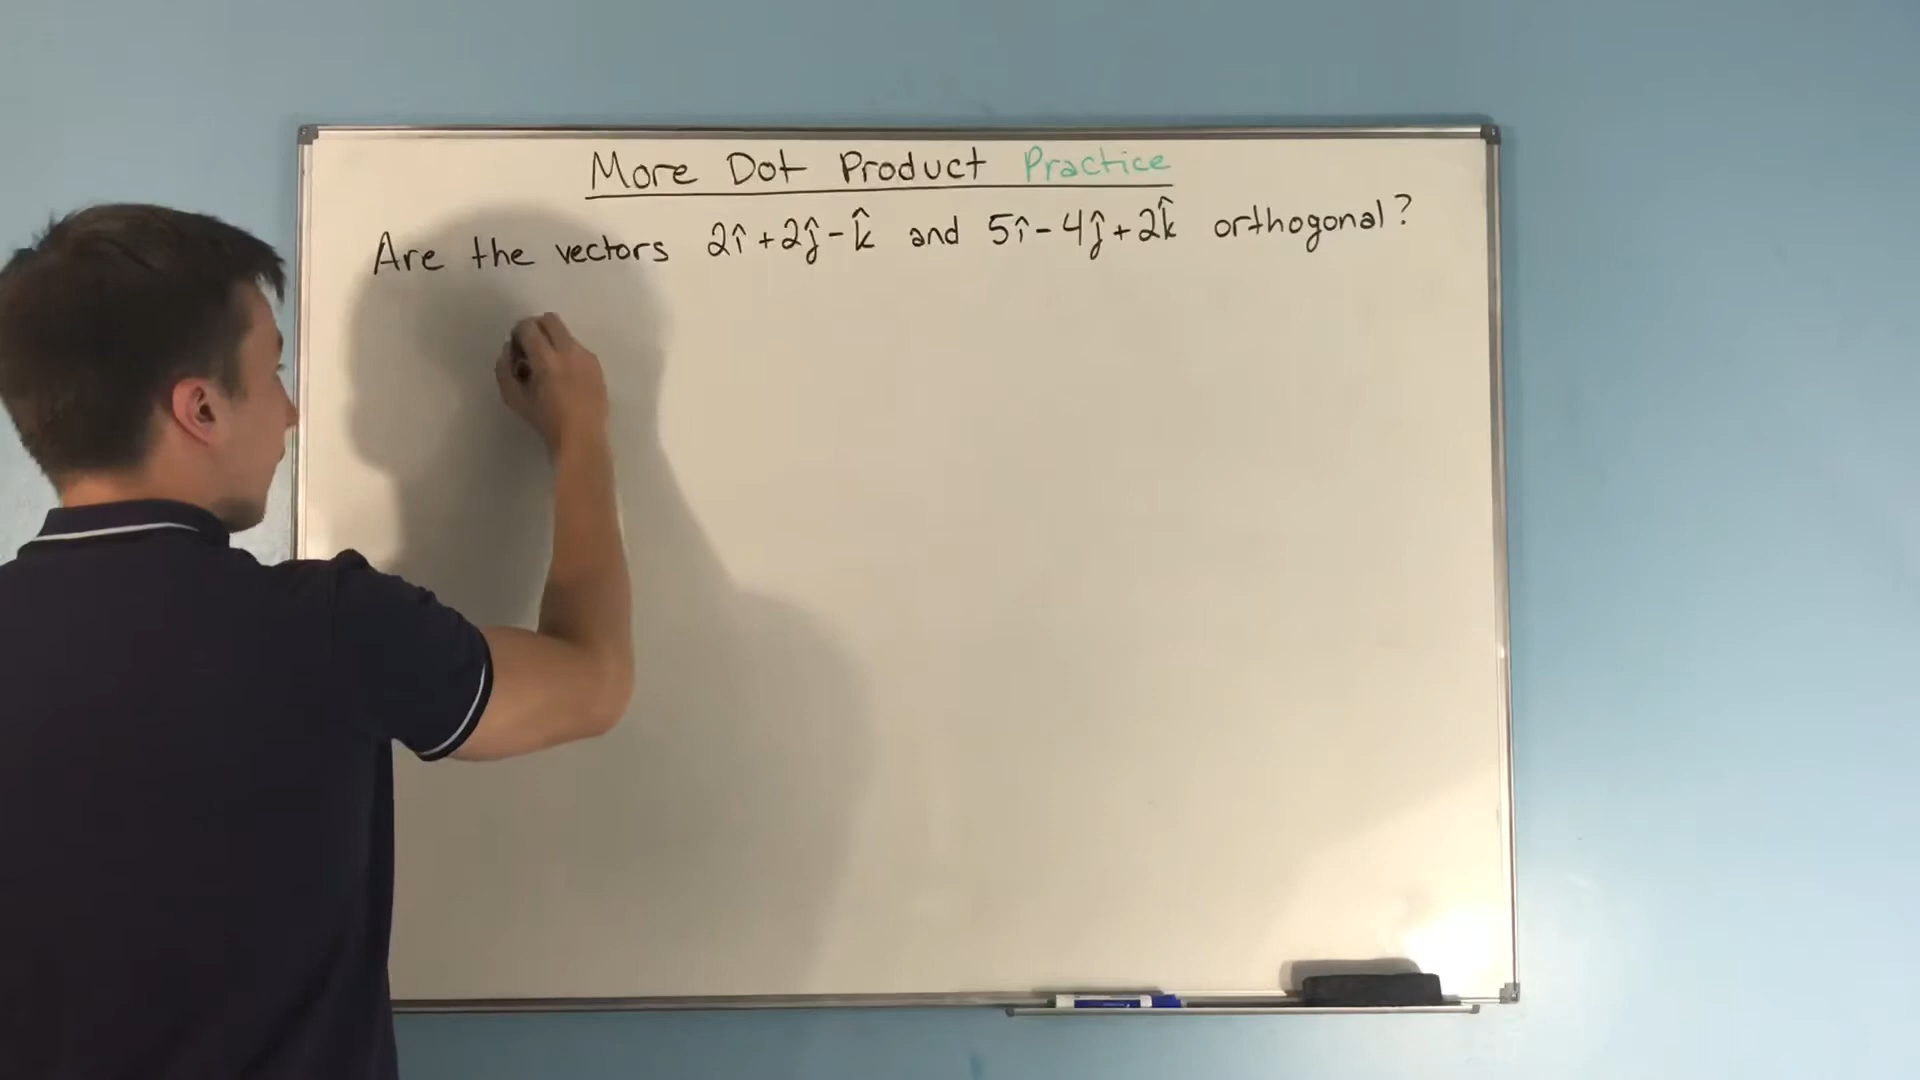 More Dot Product Practice
Are the vectors 2î + 2ĵ - k̂ and 5î - 4ĵ + 2k̂ orthogonal?